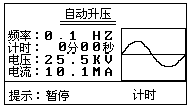 自动升压
频率：0.1 HZ
计时： 0分00秒
电压：25.5KV
电流：10.1MA
提示：暂停 计时